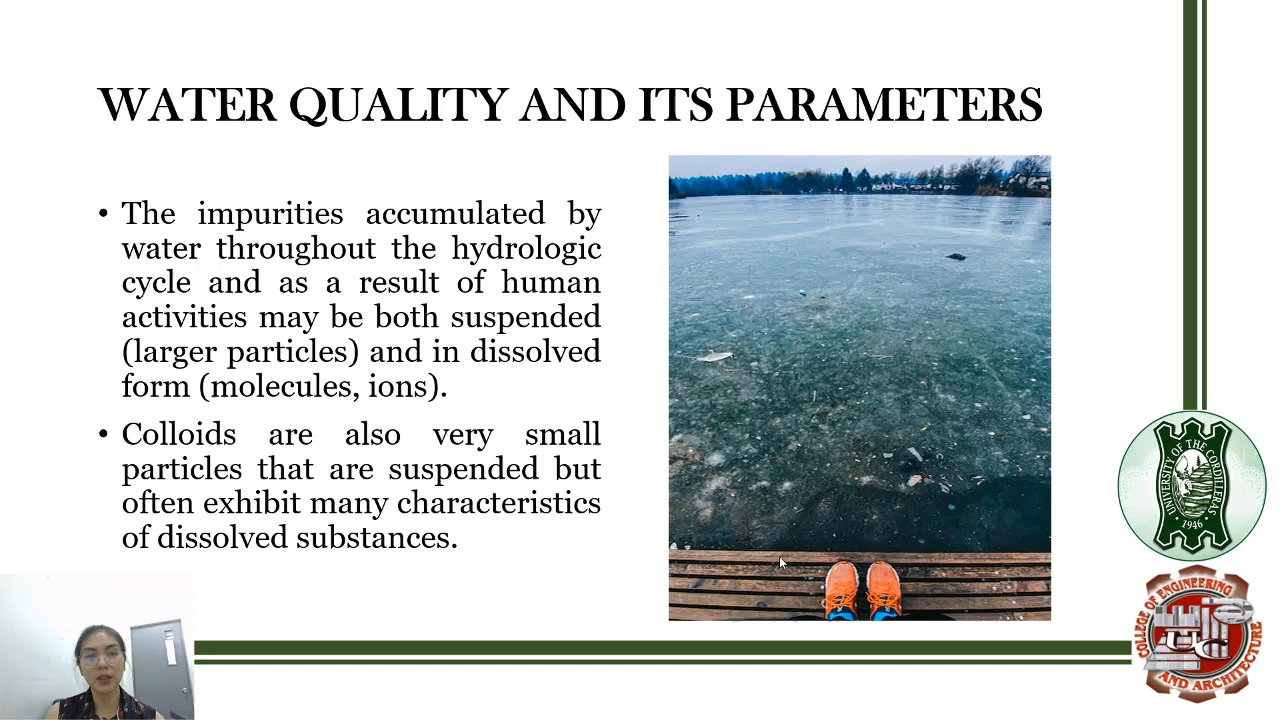 WATER QUALITY AND ITS PARAMETERS
• The impurities accumulated by
water throughout the hydrologic
cycle and as a result of human
activities may be both suspended
(larger particles) and in dissolved
form (molecules, ions).
• Colloids are also very small
particles that are suspended but
often exhibit many characteristics
of dissolved substances.
UNIVERSITY OF THE CORDILLERAS
• 1946 •
COLLEGE OF ENGINEERING
UC
AND ARCHITECTURE